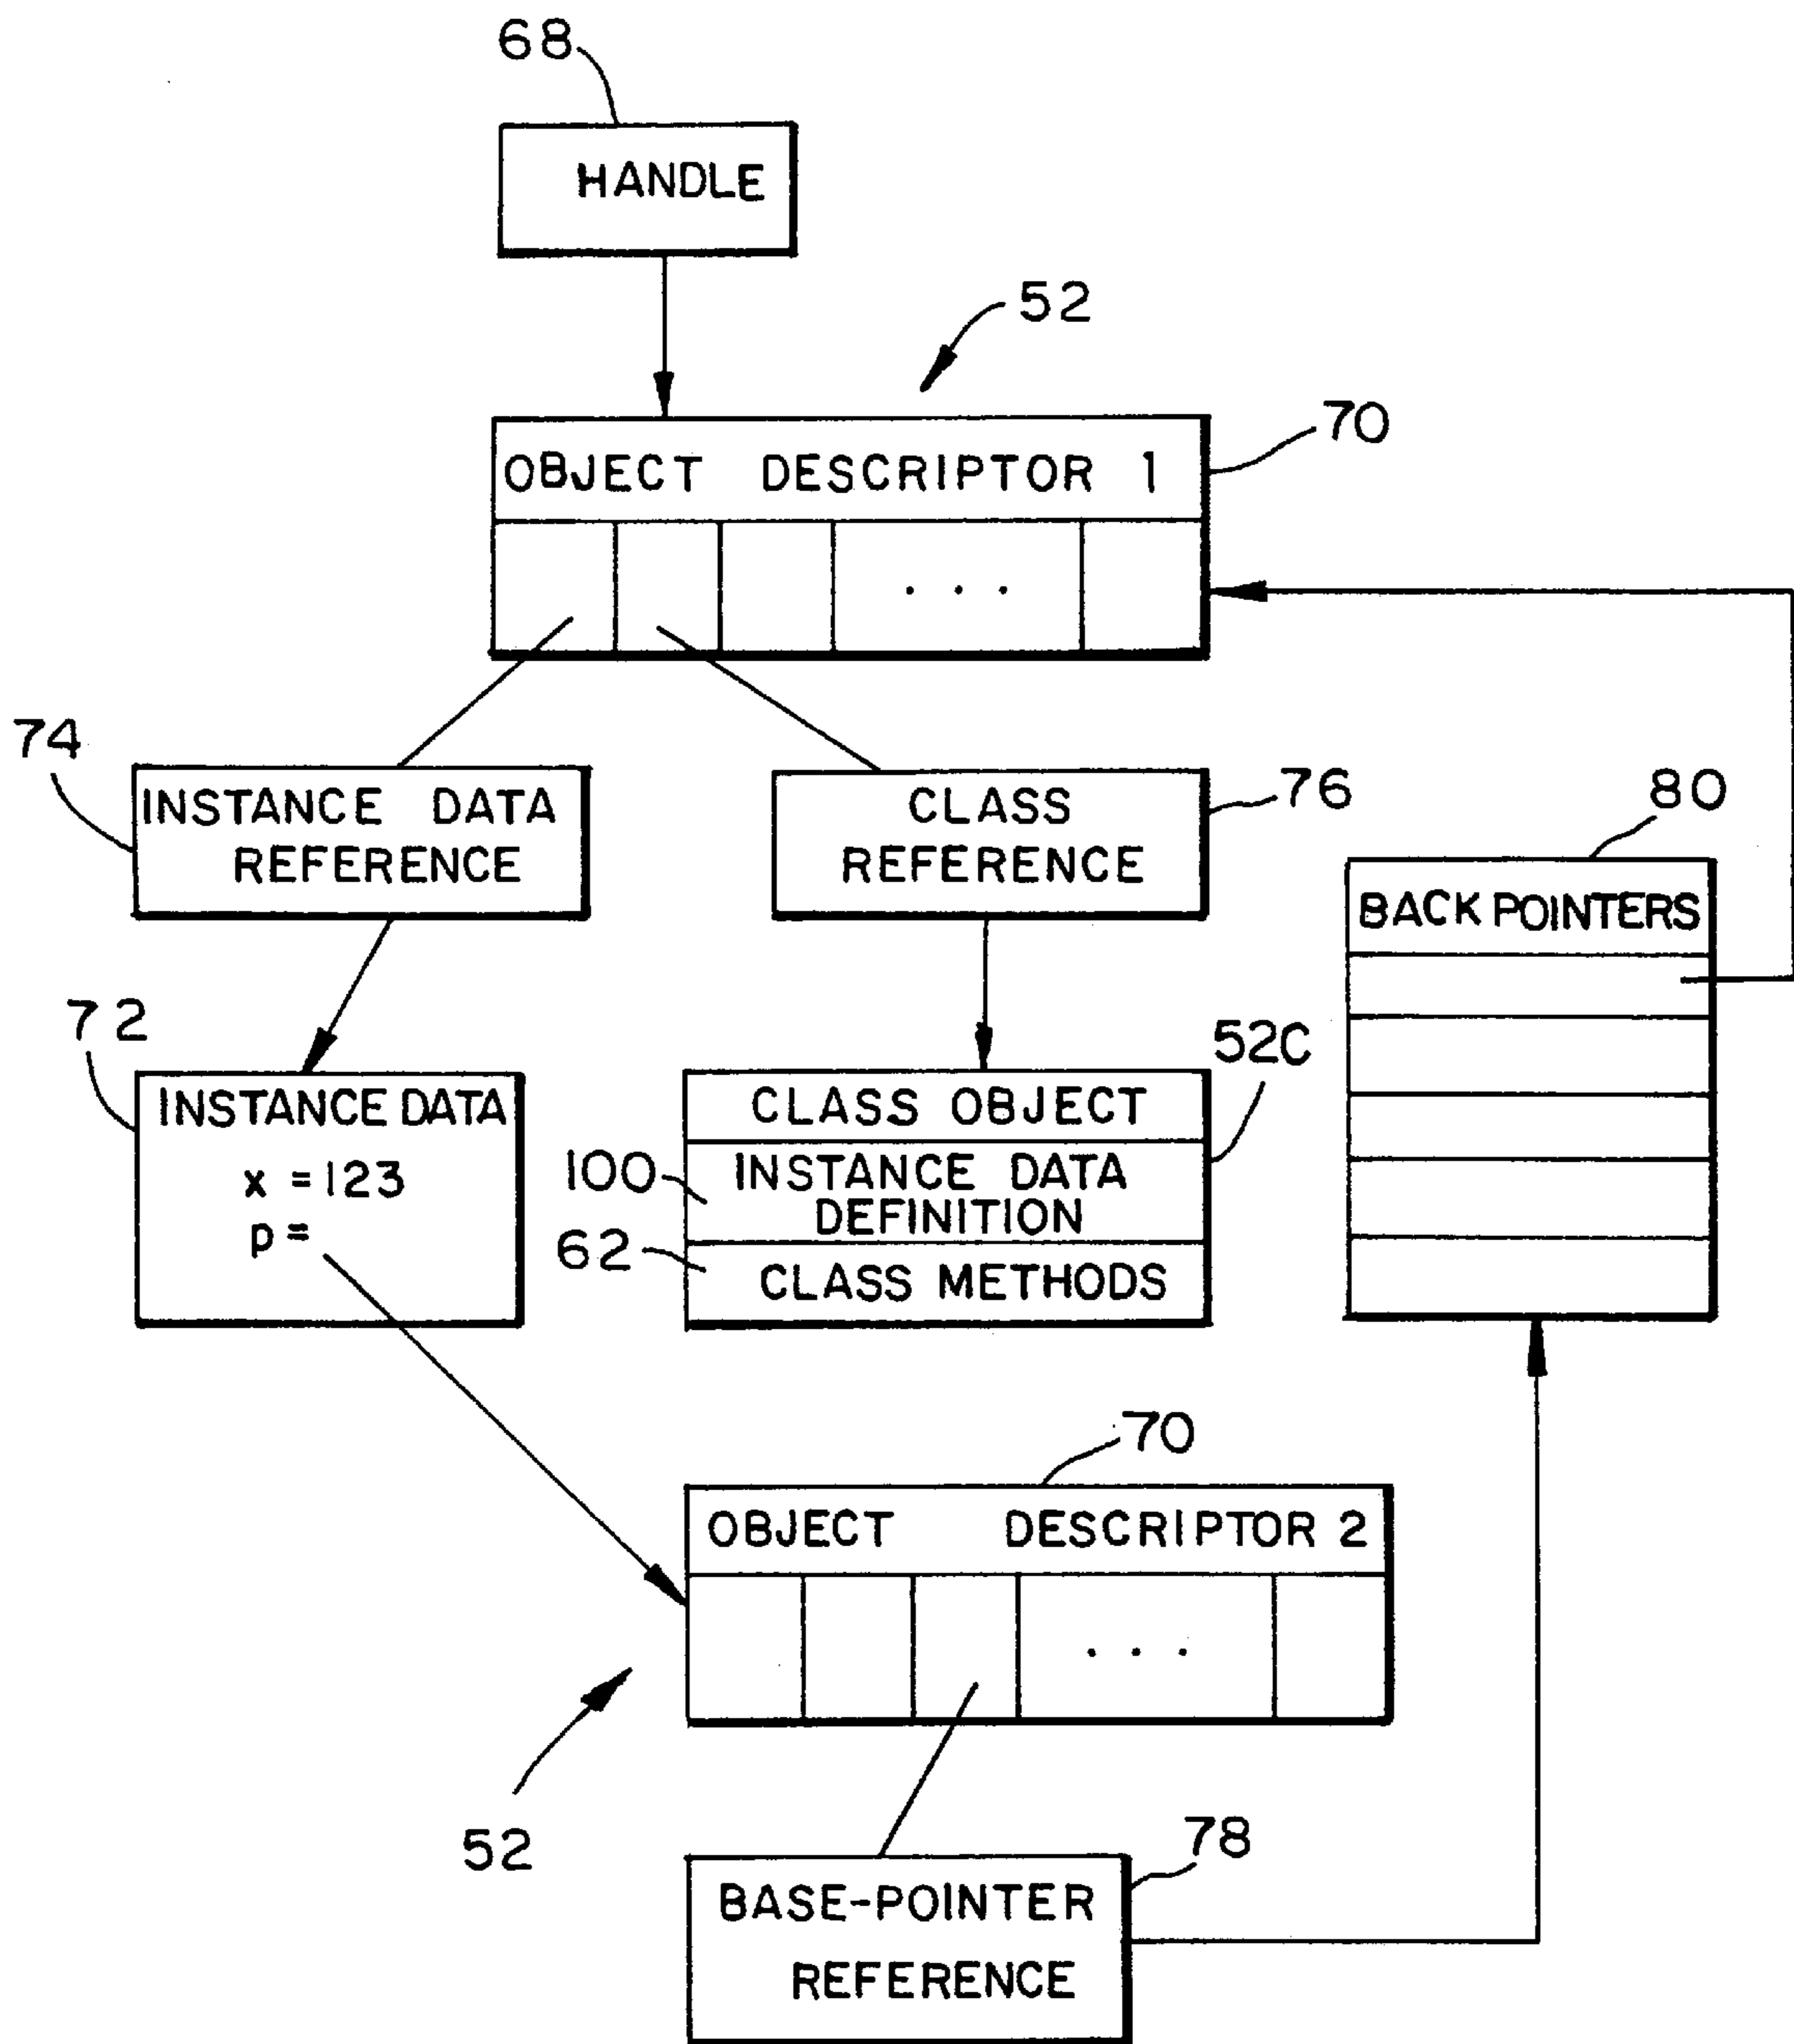 68
HANDLE
52
70
OBJECT DESCRIPTOR 1
. . .
74
INSTANCE DATA
REFERENCE
CLASS
REFERENCE
76
80
BACK POINTERS
72
INSTANCE DATA
x = 123
p =
52C
CLASS OBJECT
100
INSTANCE DATA
DEFINITION
62
CLASS METHODS
70
OBJECT DESCRIPTOR 2
. . .
52
78
BASE-POINTER
REFERENCE